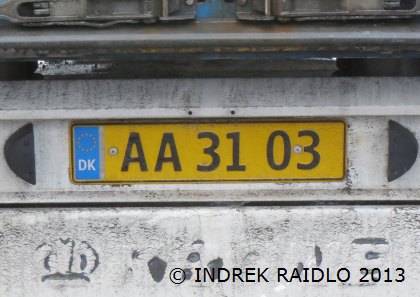 DK AA 31 03
© INDREK RAIDLO 2013